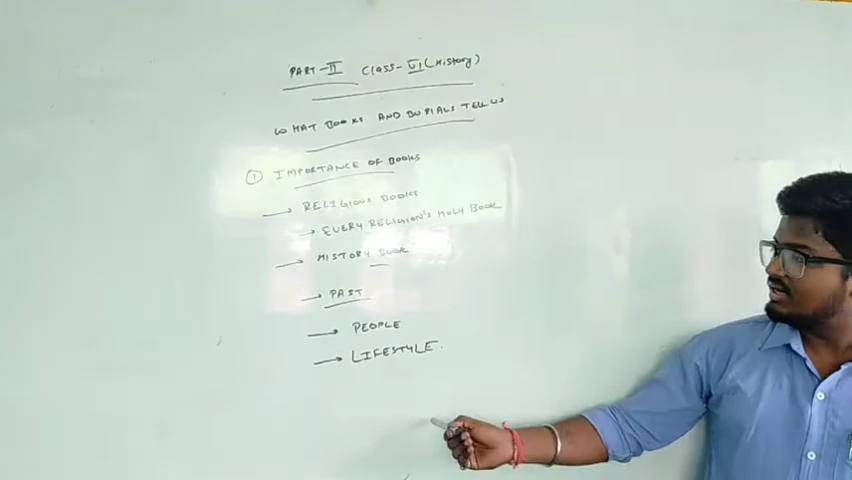 PART-II Class-VI (History)
WHAT BOOKS AND BURIALS TELL US
① IMPORTANCE OF BOOKS
→ RELIGIOUS BOOKS
→ EVERY RELIGION'S HOLY BOOK
→ HISTORY BOOK
→ PAST
→ PEOPLE
→ LIFESTYLE.